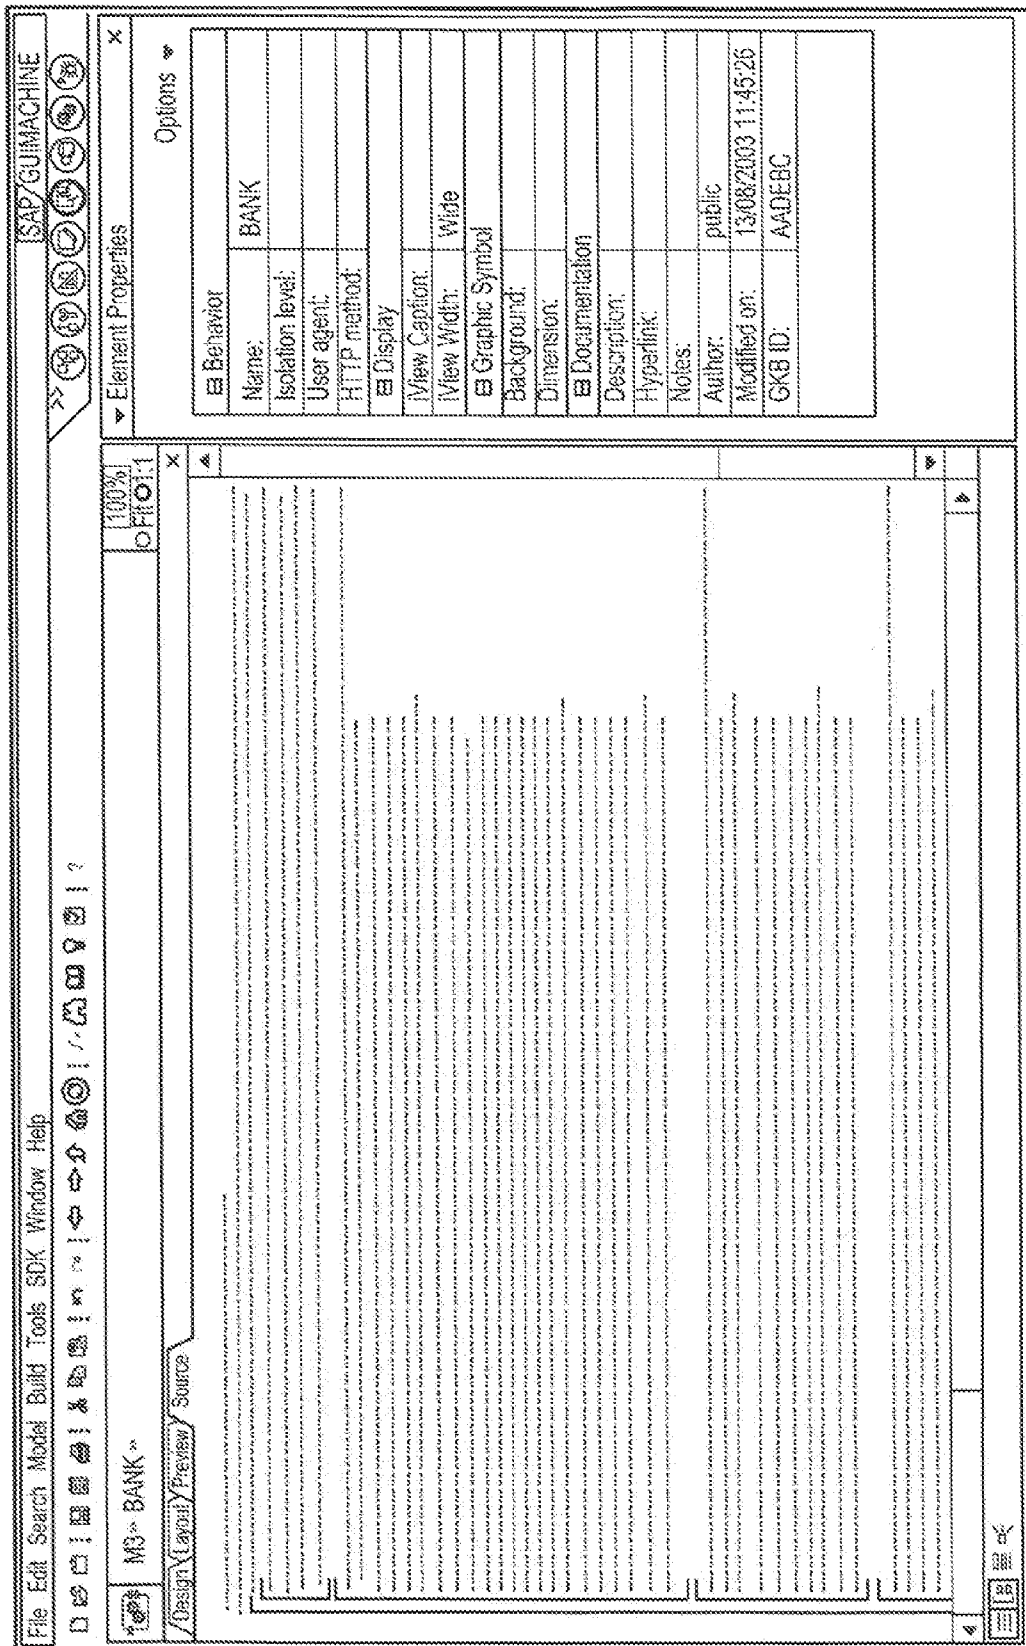 File Edit Search Model Build Tools SDK Window Help
SAP/GUIMACHINE
?
>>
M3» BANK»
100%
Fit 1:1
Design Layout Preview Source
Element Properties
Options
Behavior
Name: BANK
Isolation level:
User agent:
HTTP method:
Display
iView Caption:
iView Width: Wide
Graphic Symbol
Background:
Dimension:
Documentation
Description:
Hyperlink:
Notes:
Author: public
Modified on: 13/08/2003 11:45:26
GKB ID: AADEBC